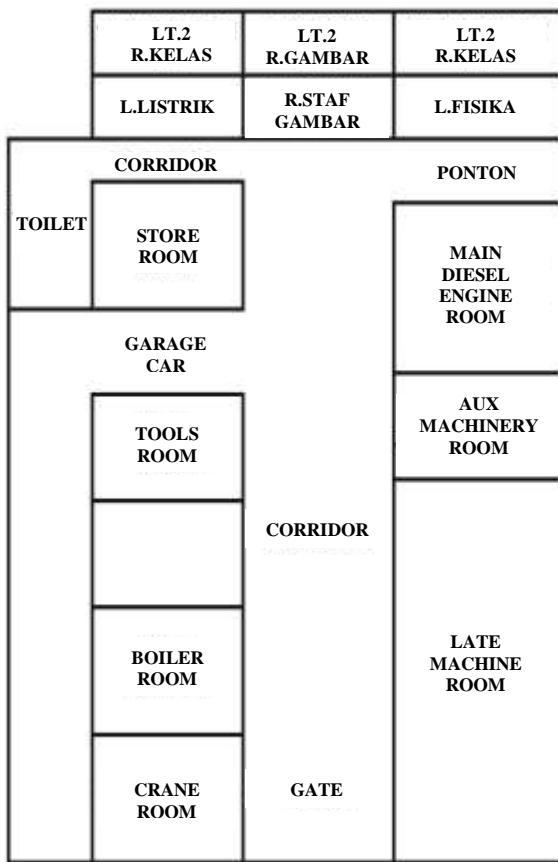 LT.2
R.KELAS
LT.2
R.GAMBAR
LT.2
R.KELAS
L.LISTRIK
R.STAF
GAMBAR
L.FISIKA
CORRIDOR
PONTON
TOILET
STORE
ROOM
MAIN
DIESEL
ENGINE
ROOM
GARAGE
CAR
TOOLS
ROOM
AUX
MACHINERY
ROOM
CORRIDOR
BOILER
ROOM
LATE
MACHINE
ROOM
CRANE
ROOM
GATE